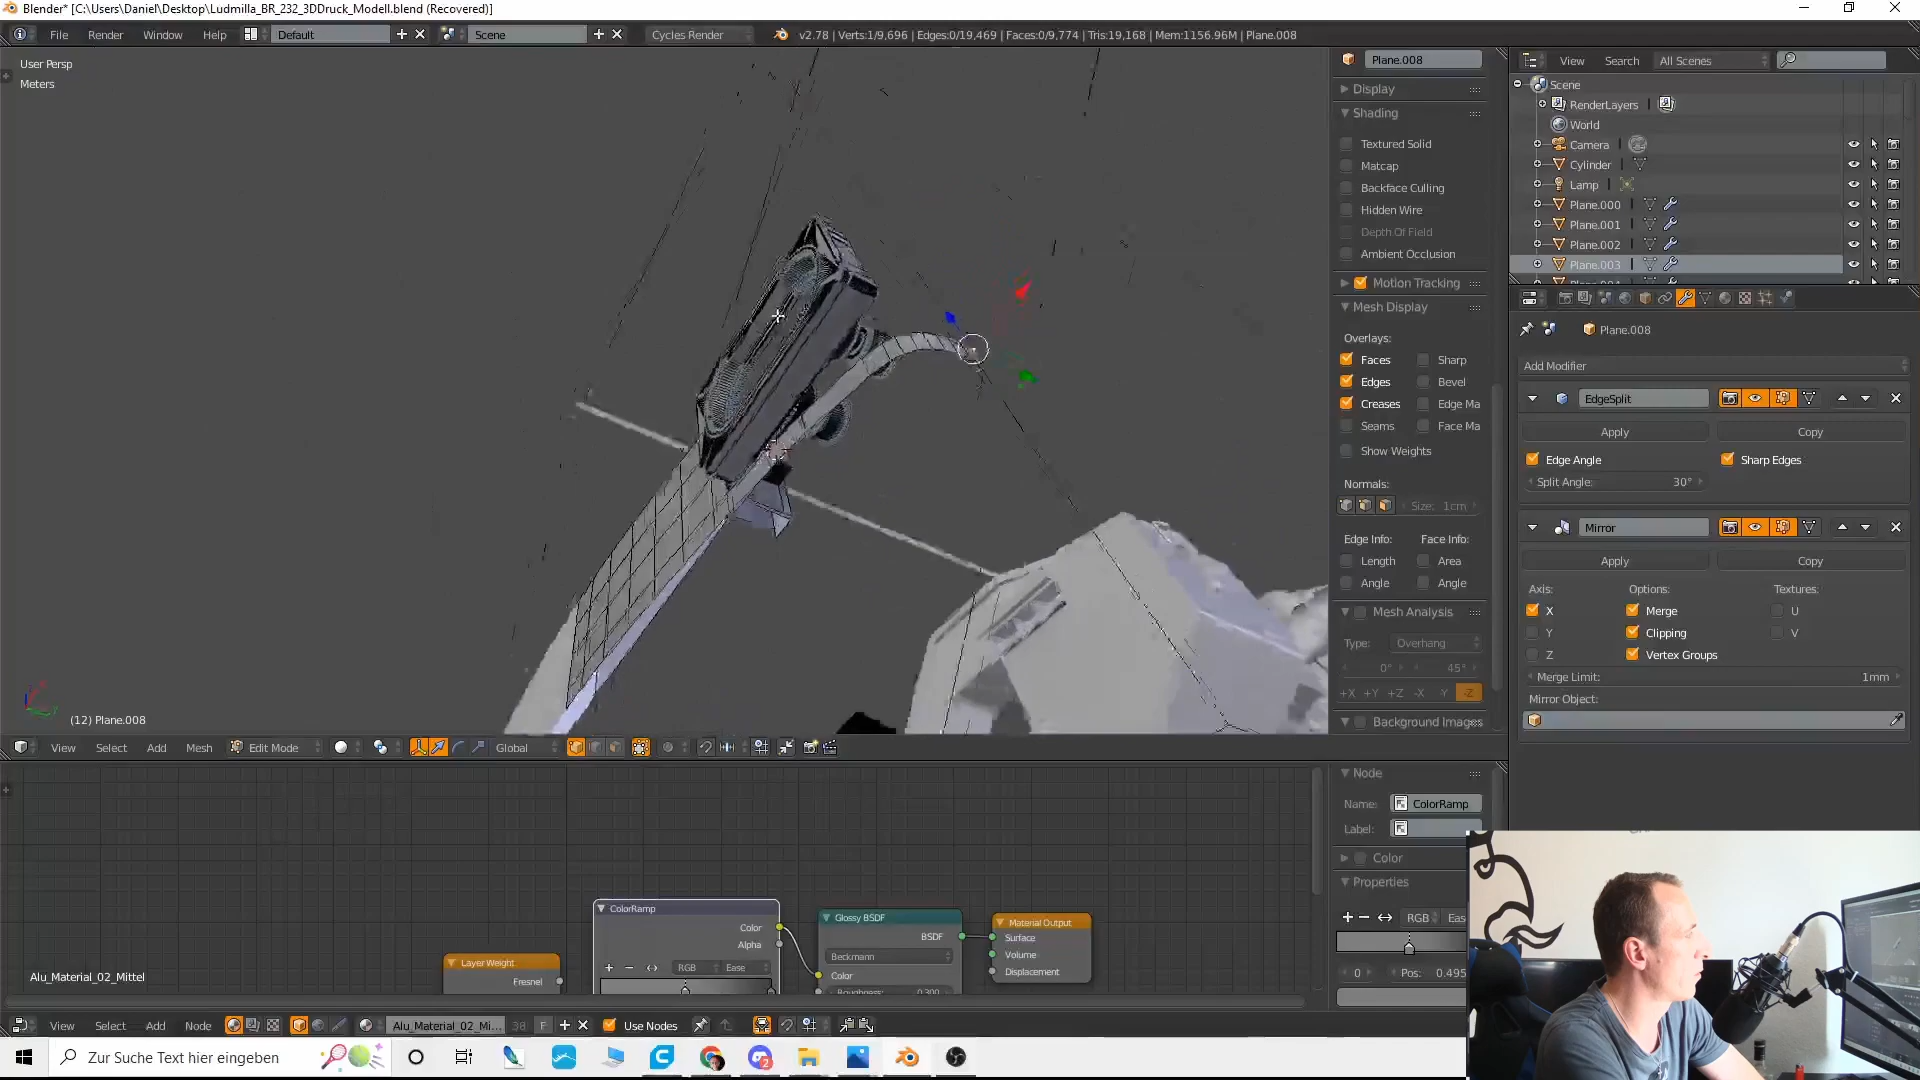 Blender* [C:\Users\Daniel\Desktop\Ludmilla_BR_232_3DDruck_Modell.blend (Recovered)]
File Render Window Help Default Scene Cycles Render v2.78 | Verts:1/9,696 | Edges:0/19,469 | Faces:0/9,774 | Tris:19,168 | Mem:1156.96M | Plane.008
User Persp
Meters
(12) Plane.008
View Select Add Mesh Edit Mode Global
Plane.008
Display
Shading
Textured Solid
Matcap
Backface Culling
Hidden Wire
Depth Of Field
Ambient Occlusion
Motion Tracking
Mesh Display
Overlays:
Faces Sharp
Edges Bevel
Creases Edge Ma
Seams Face Ma
Show Weights
Normals:
Size: 1cm
Edge Info: Face Info:
Length Area
Angle Angle
Mesh Analysis
Type: Overhang
0° 45°
+X +Y +Z -X -Y -Z
Background Images
View Search All Scenes
Scene
RenderLayers
World
Camera
Cylinder
Lamp
Plane.000
Plane.001
Plane.002
Plane.003
Plane.008
Add Modifier
EdgeSplit
Apply Copy
Edge Angle Sharp Edges
Split Angle: 30°
Mirror
Apply Copy
Axis: Options: Textures:
X Merge U
Y Clipping V
Z Vertex Groups
Merge Limit: 1mm
Mirror Object:
ColorRamp
Color
Alpha
RGB Ease
Layer Weight
Fresnel
Glossy BSDF
BSDF
Beckmann
Color
Roughness: 0.300
Material Output
Surface
Volume
Displacement
Alu_Material_02_Mittel
Node
Name: ColorRamp
Label:
Color
Properties
RGB Eas
0 Pos: 0.495
View Select Add Node Alu_Material_02_Mi... 38 F Use Nodes
Zur Suche Text hier eingeben
2